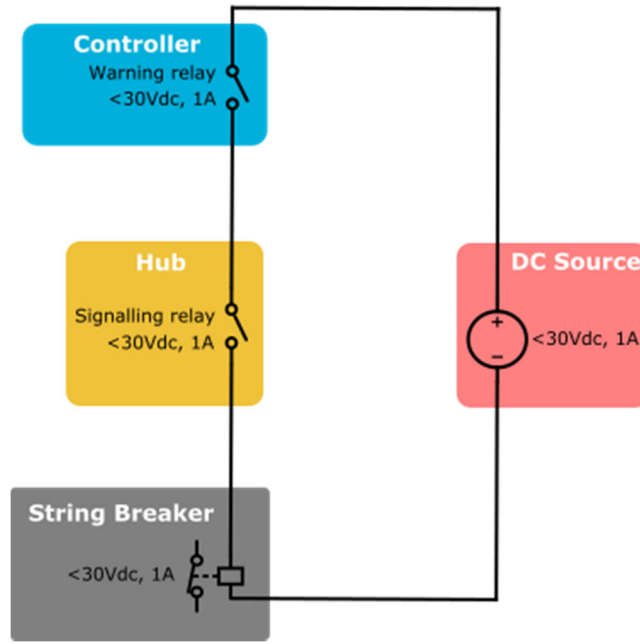 Controller
Warning relay
<30Vdc, 1A
Hub
Signalling relay
<30Vdc, 1A
DC Source
+
<30Vdc, 1A
−
String Breaker
<30Vdc, 1A